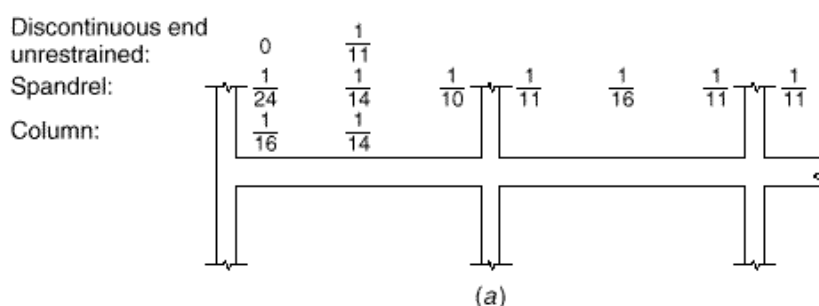 Discontinuous end
unrestrained: 0 1/11
Spandrel: 1/24 1/14 1/10 1/11 1/16 1/11 1/11
Column: 1/16 1/14
(a)